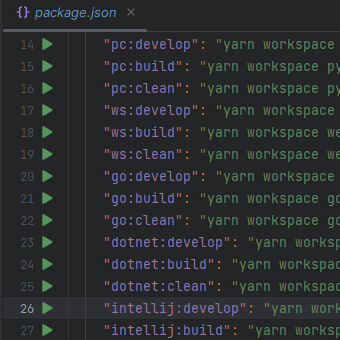 {} package.json ×
14 "pc:develop": "yarn workspace
15 "pc:build": "yarn workspace py
16 "pc:clean": "yarn workspace py
17 "ws:develop": "yarn workspace
18 "ws:build": "yarn workspace we
19 "ws:clean": "yarn workspace we
20 "go:develop": "yarn workspace
21 "go:build": "yarn workspace go
22 "go:clean": "yarn workspace go
23 "dotnet:develop": "yarn worksp
24 "dotnet:build": "yarn workspac
25 "dotnet:clean": "yarn workspac
26 "intellij:develop": "yarn work
27 "intellij:build": "yarn worksp